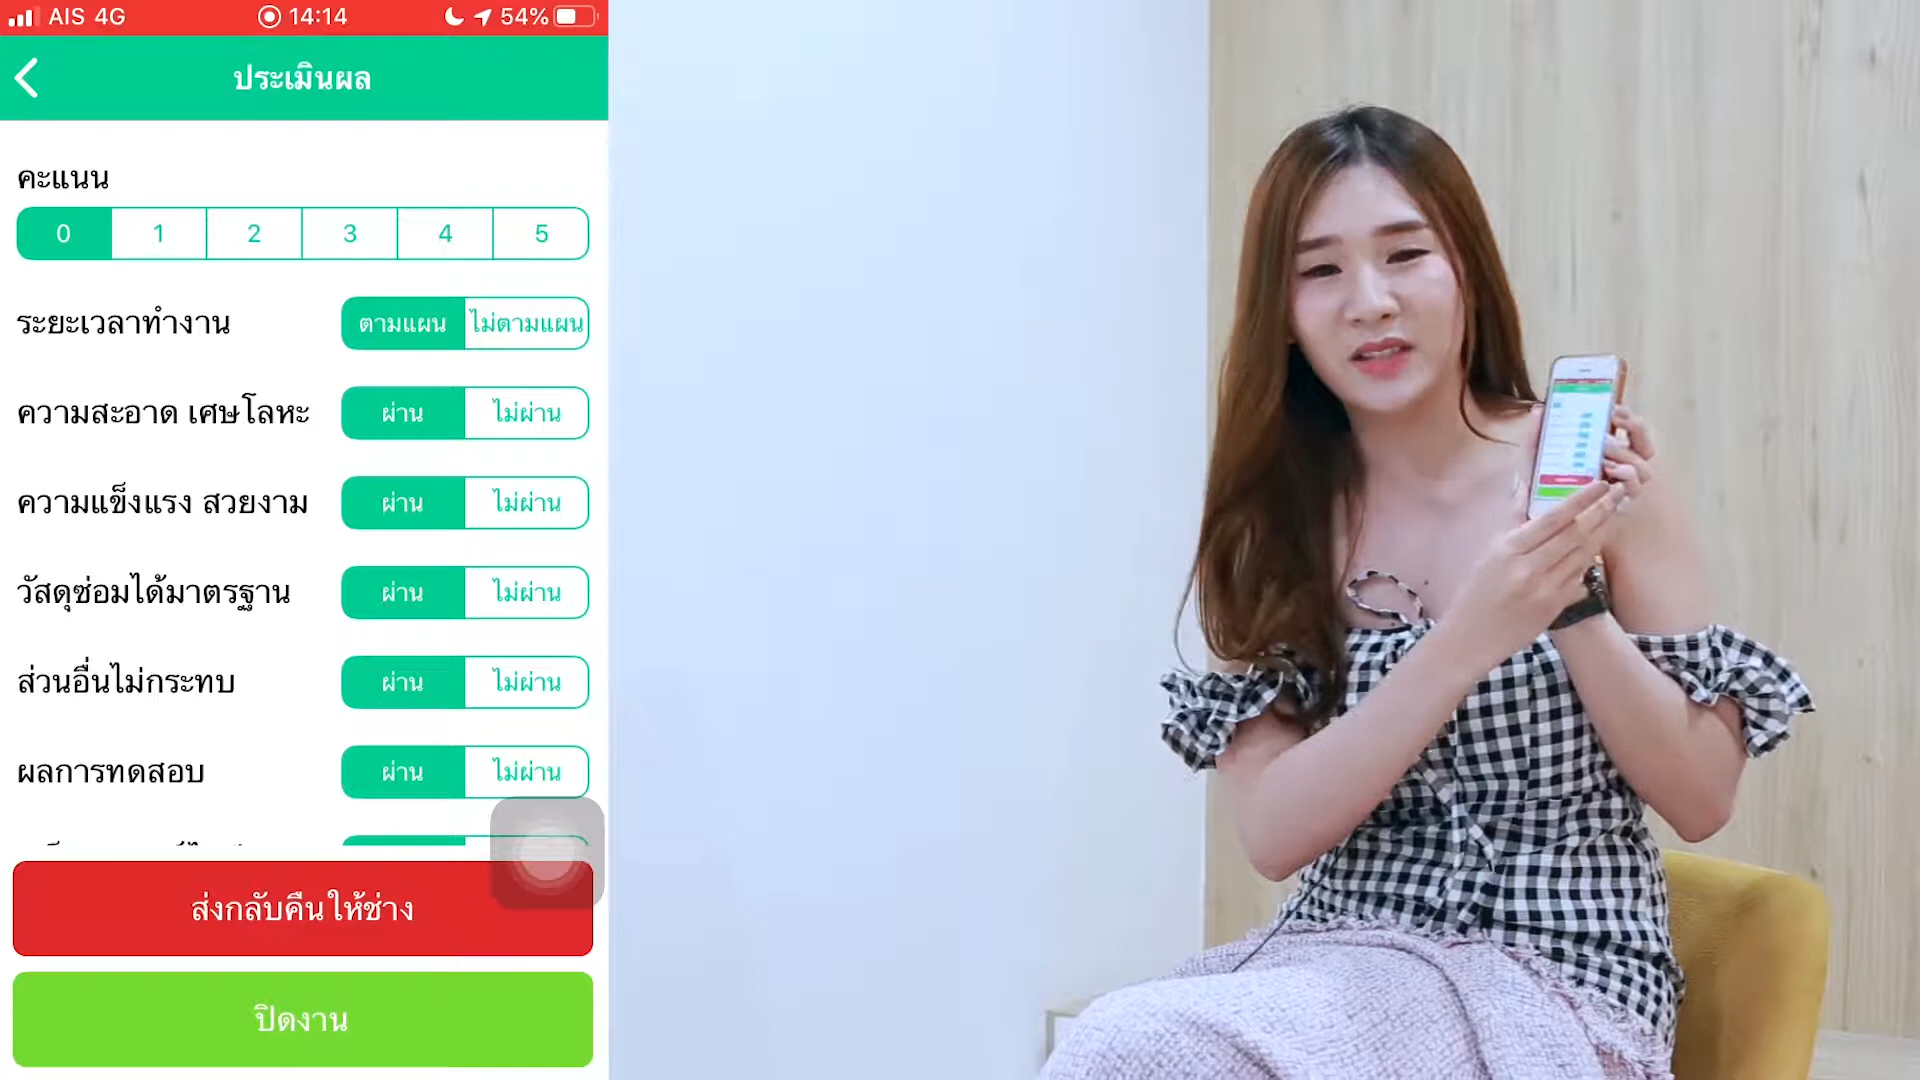 AIS 4G 14:14 54%
ประเมินผล
คะแนน
0 1 2 3 4 5
ระยะเวลาทำงาน ตามแผน ไม่ตามแผน
ความสะอาด เศษโลหะ ผ่าน ไม่ผ่าน
ความแข็งแรง สวยงาม ผ่าน ไม่ผ่าน
วัสดุซ่อมได้มาตรฐาน ผ่าน ไม่ผ่าน
ส่วนอื่นไม่กระทบ ผ่าน ไม่ผ่าน
ผลการทดสอบ ผ่าน ไม่ผ่าน
ส่งกลับคืนให้ช่าง
ปิดงาน